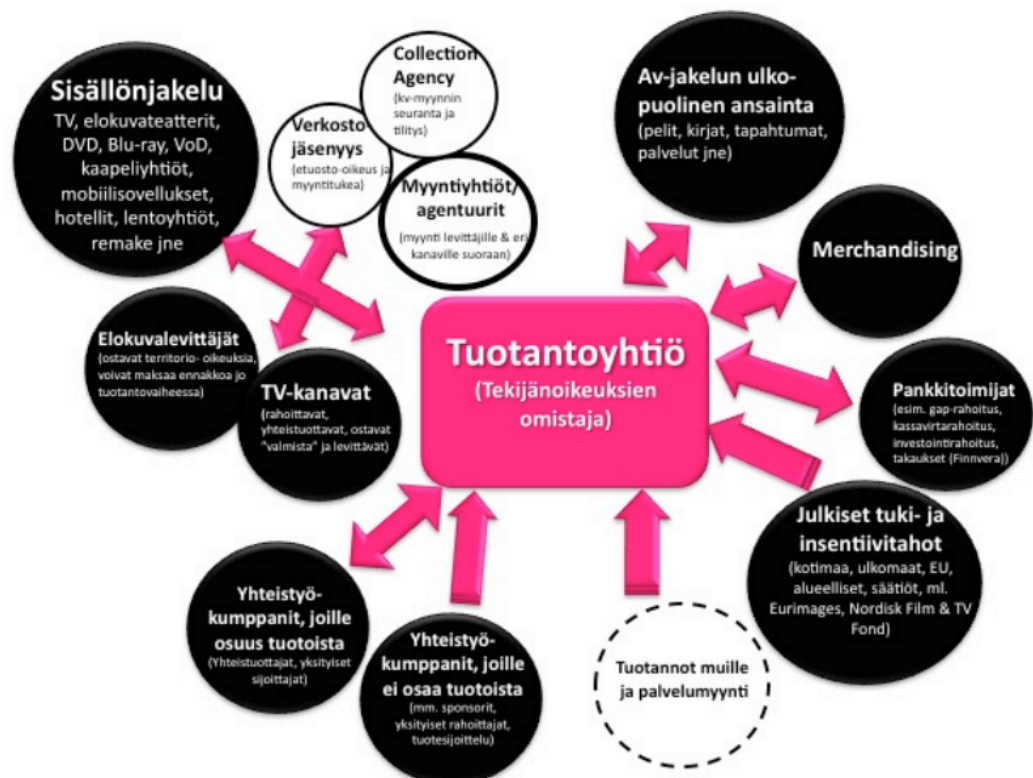 Sisällönjakelu
TV, elokuvateatterit,
DVD, Blu-ray, VoD,
kaapeliyhtiöt,
mobiilisovellukset,
hotellit, lentoyhtiöt,
remake jne
Verkosto
jäsenyys
(etuosto-oikeus ja
myyntitukea)
Collection
Agency
(kv-myynnin
seuranta ja
tilitys)
Myyntiyhtiöt/
agentuurit
(myynti levittäjille & eri
kanaville suoraan)
Av-jakelun ulko-
puolinen ansainta
(pelit, kirjat, tapahtumat,
palvelut jne)
Merchandising
Elokuvalevittäjät
(ostavat territorio- oikeuksia,
voivat maksaa ennakkoa jo
tuotantovaiheessa)
TV-kanavat
(rahoittavat,
yhteistuottavat, ostavat
"valmista" ja levittävät)
Tuotantoyhtiö
(Tekijänoikeuksien
omistaja)
Pankkitoimijat
(esim. gap-rahoitus,
kassavirtarahoitus,
investointirahoitus,
takaukset (Finnvera))
Julkiset tuki- ja
insentiivitahot
(kotimaa, ulkomaat, EU,
alueelliset, säätiöt, ml.
Eurimages, Nordisk Film & TV
Fond)
Yhteistyö-
kumppanit, joille
osuus tuotoista
(Yhteistuottajat, yksityiset
sijoittajat)
Yhteistyö-
kumppanit, joille
ei osaa tuotoista
(mm. sponsorit,
yksityiset rahoittajat,
tuotesijoittelu)
Tuotannot muille
ja palvelumyynti